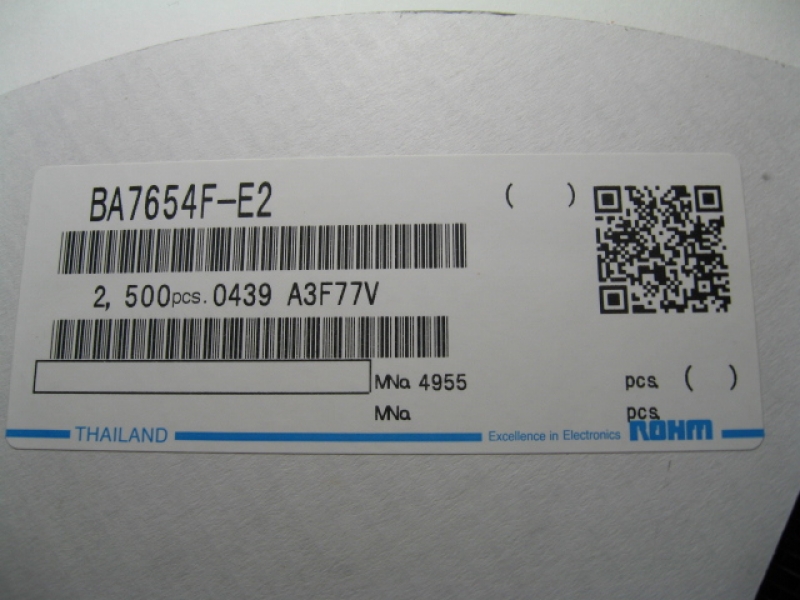 BA7654F-E2 ( )
2,500pcs. 0439 A3F77V
MNo. 4955 pcs. ( )
MNo. pcs.
THAILAND Excellence in Electronics ROHM